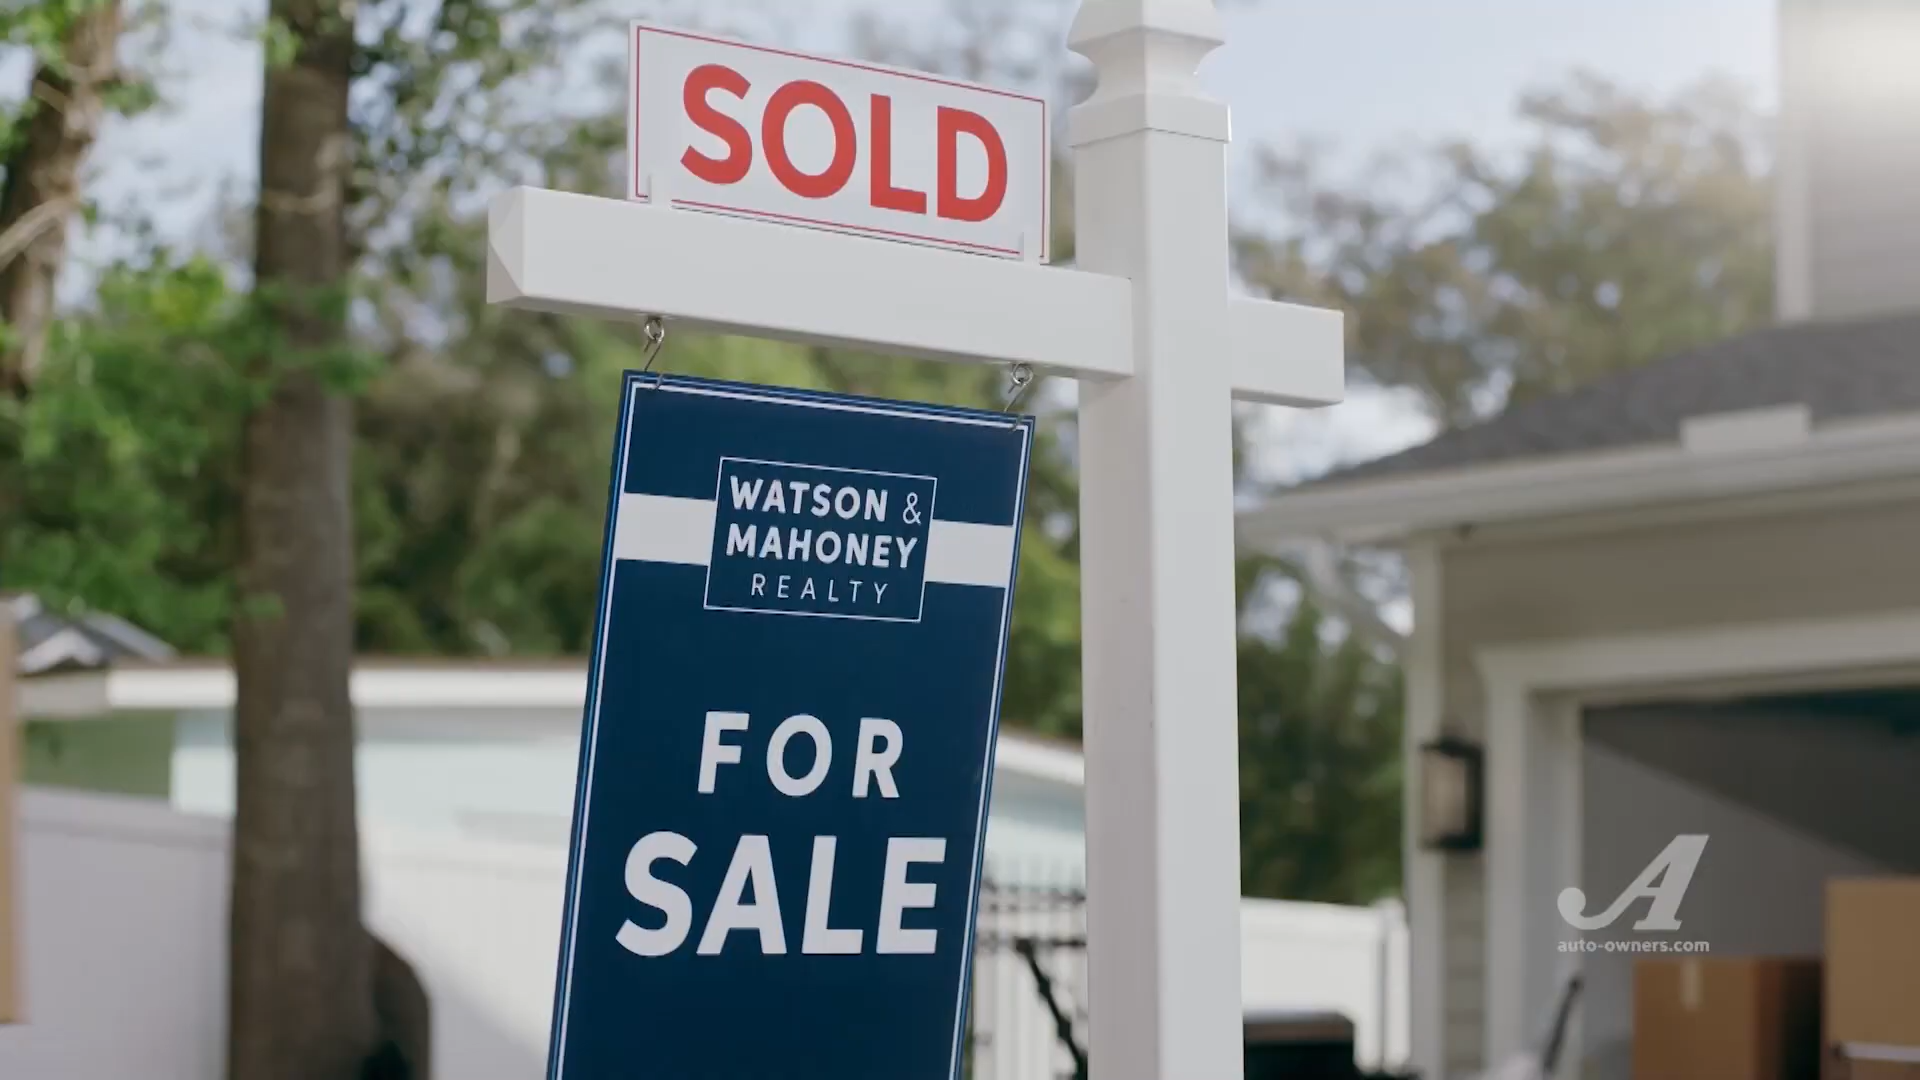 SOLD
WATSON &
MAHONEY
REALTY
FOR
SALE
A
auto-owners.com